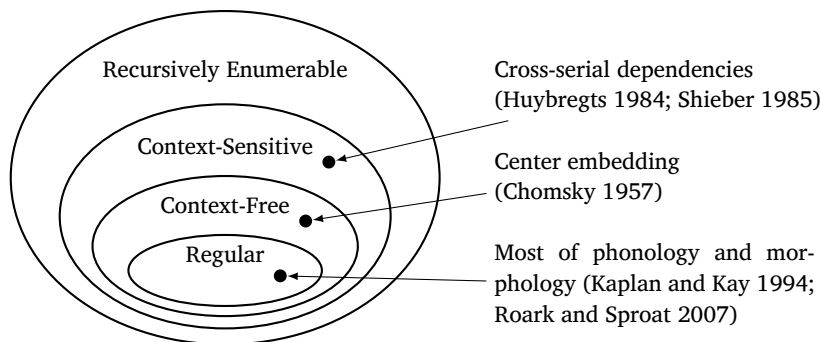 Recursively Enumerable
Context-Sensitive
Context-Free
Regular
Cross-serial dependencies
(Huybregts 1984; Shieber 1985)
Center embedding
(Chomsky 1957)
Most of phonology and mor-
phology (Kaplan and Kay 1994;
Roark and Sproat 2007)